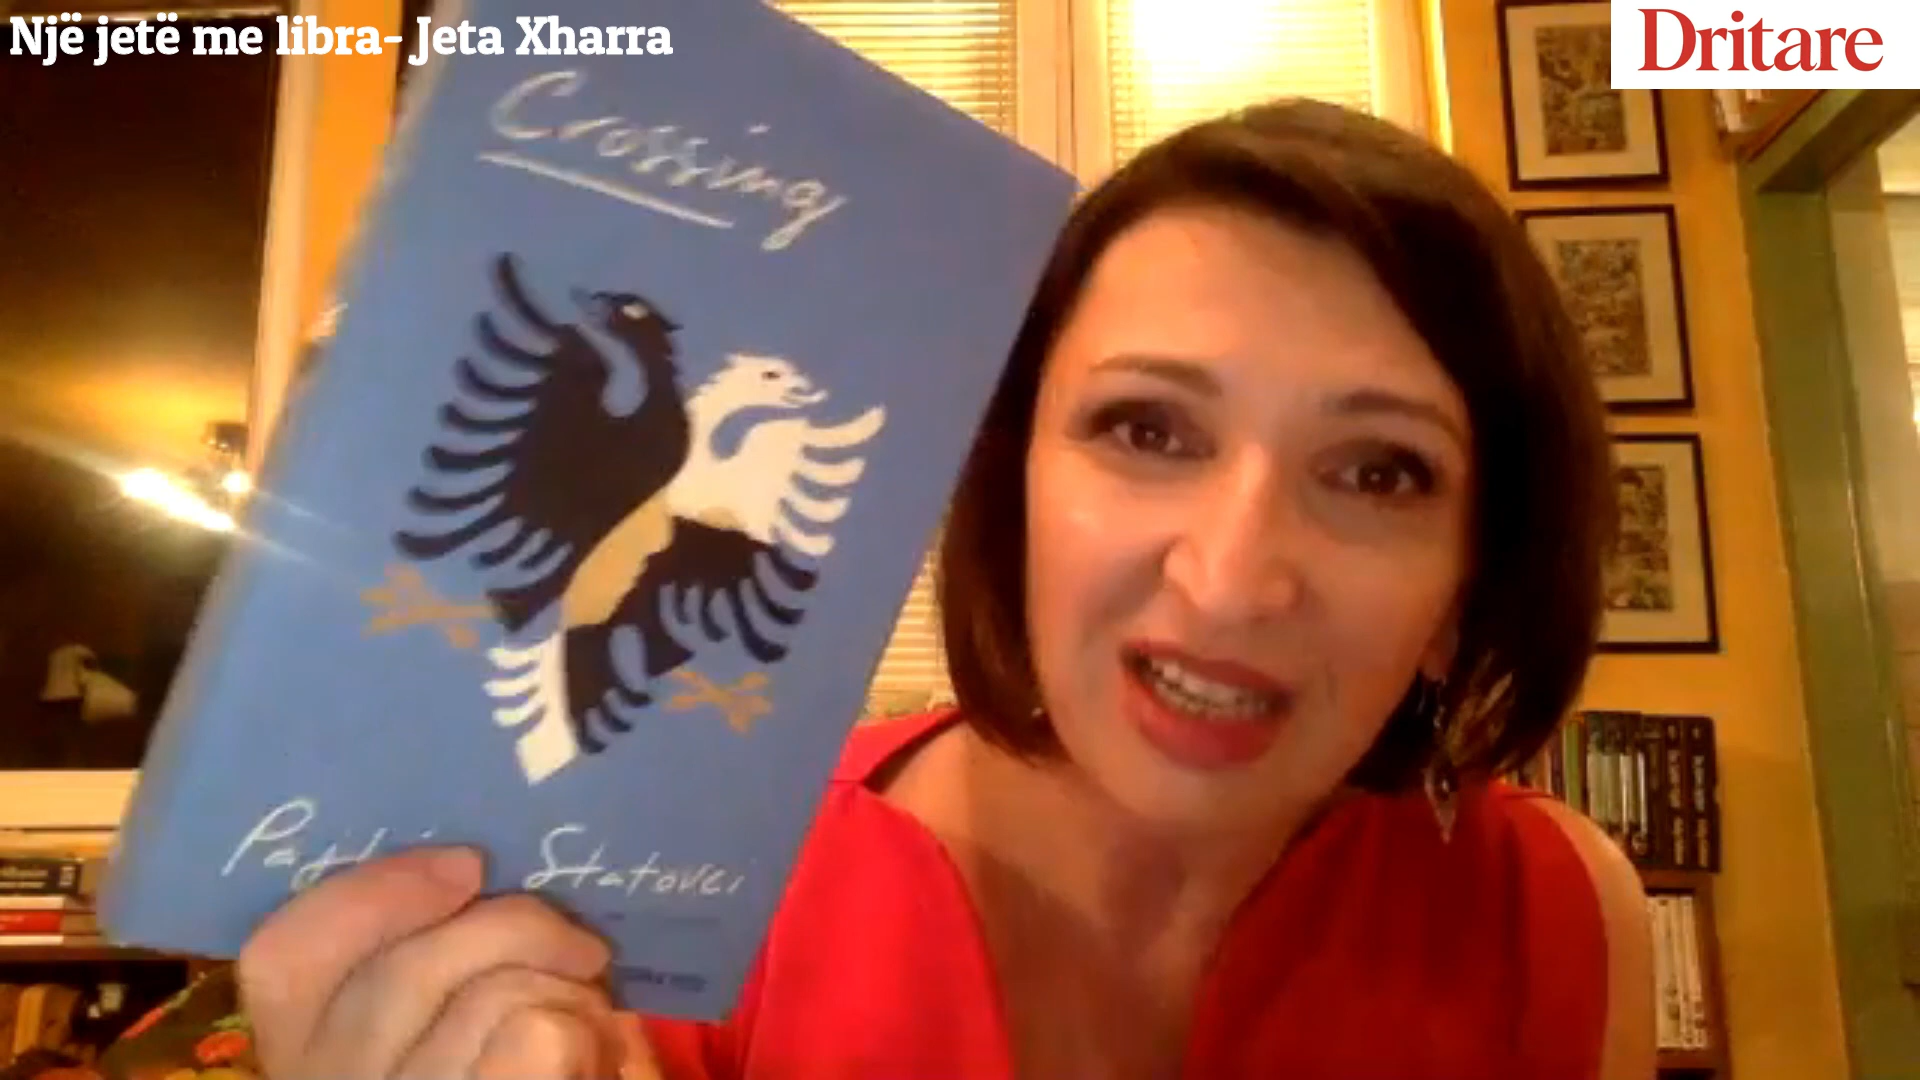 Një jetë me libra- Jeta Xharra
Dritare
Crossing
Statovci